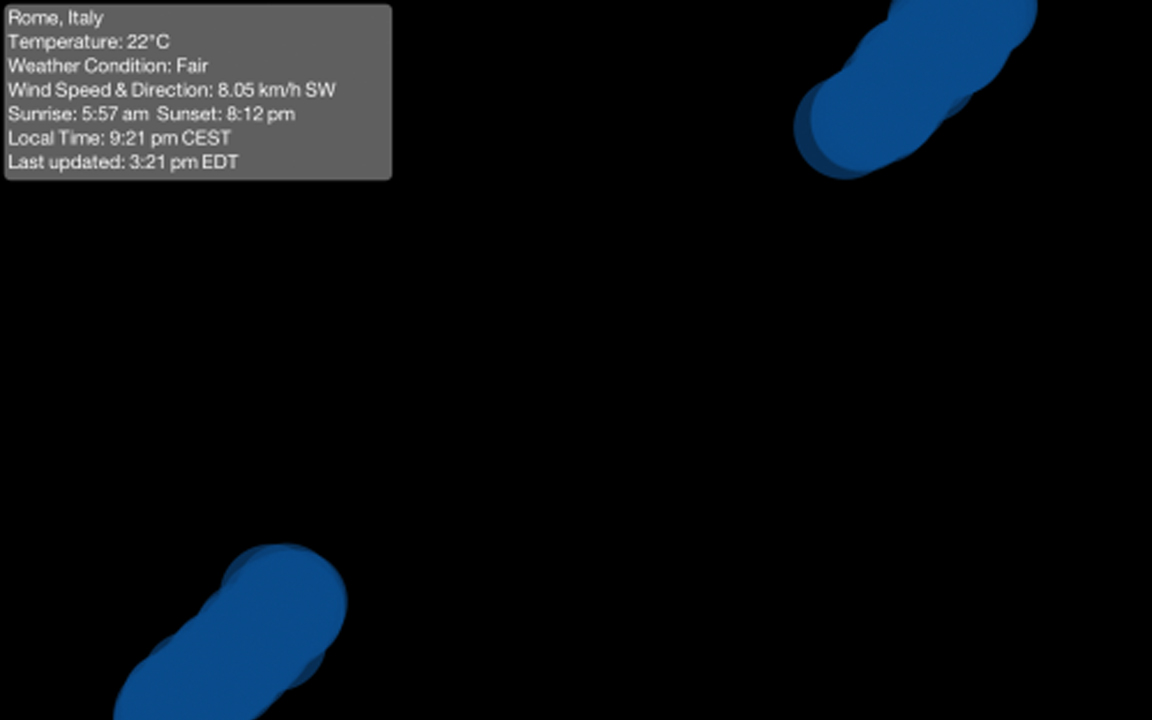 Rome, Italy
Temperature: 22°C
Weather Condition: Fair
Wind Speed & Direction: 8.05 km/h SW
Sunrise: 5:57 am Sunset: 8:12 pm
Local Time: 9:21 pm CEST
Last updated: 3:21 pm EDT